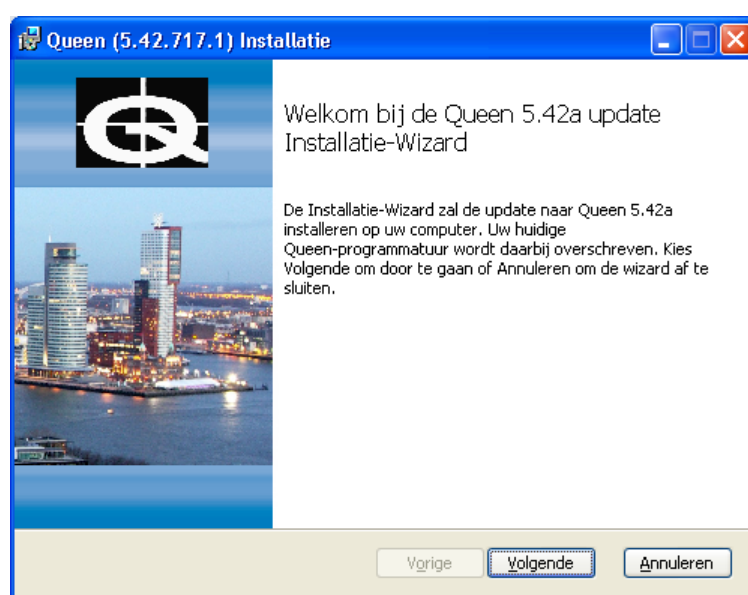 Queen (5.42.717.1) Installatie
Welkom bij de Queen 5.42a update
Installatie-Wizard
De Installatie-Wizard zal de update naar Queen 5.42a
installeren op uw computer. Uw huidige
Queen-programmatuur wordt daarbij overschreven. Kies
Volgende om door te gaan of Annuleren om de wizard af te
sluiten.
Vorige
Volgende
Annuleren